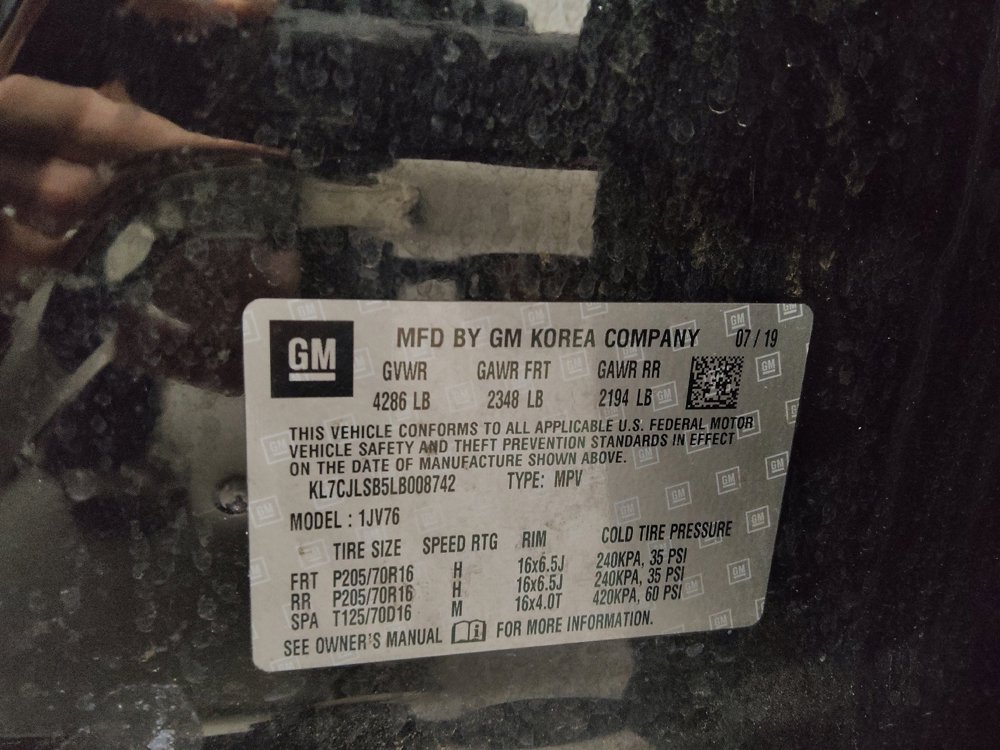 GM MFD BY GM KOREA COMPANY 07/19
GVWR GAWR FRT GAWR RR
4286 LB 2348 LB 2194 LB
THIS VEHICLE CONFORMS TO ALL APPLICABLE U.S. FEDERAL MOTOR
VEHICLE SAFETY AND THEFT PREVENTION STANDARDS IN EFFECT
ON THE DATE OF MANUFACTURE SHOWN ABOVE.
KL7CJLSB5LB008742 TYPE: MPV
MODEL : 1JV76
TIRE SIZE SPEED RTG RIM COLD TIRE PRESSURE
FRT P205/70R16 H 16x6.5J 240KPA, 35 PSI
RR P205/70R16 H 16x6.5J 240KPA, 35 PSI
SPA T125/70D16 M 16x4.0T 420KPA, 60 PSI
SEE OWNER'S MANUAL FOR MORE INFORMATION.